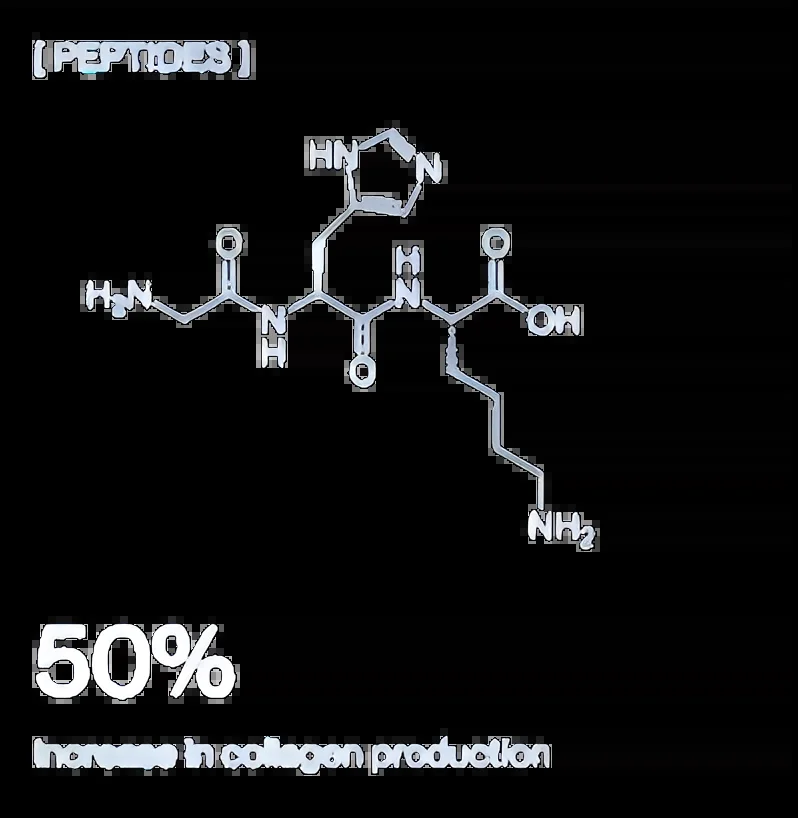 [ PEPTIDES ]
HN
N
O
H
O
H₂N
N
N
OH
H
O
NH₂
50%
Increase in collagen production